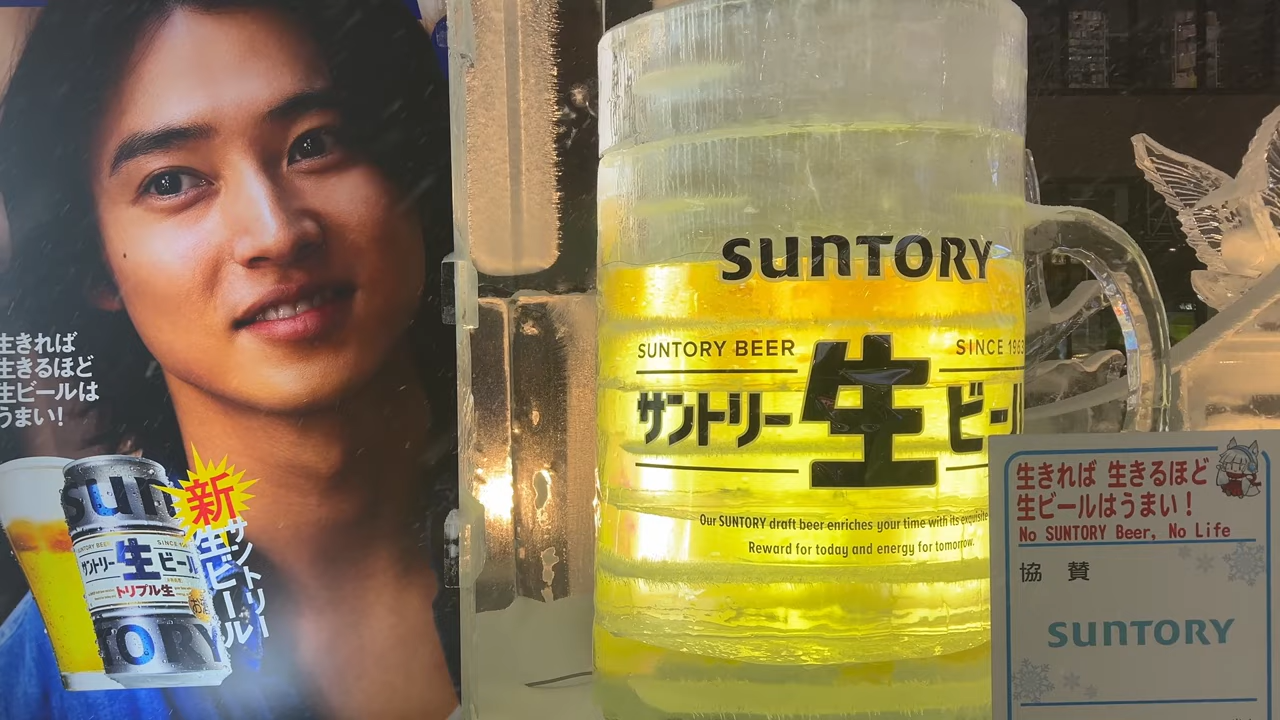 生きれば
生きるほど
生ビールは
うまい!
SUN
SUNTORY BEER
サントリー生ビール
トリプル生
TORY
新
サントリー
生ビール
SUNTORY
SUNTORY BEER
SINCE 1963
サントリー生ビール
Our SUNTORY draft beer enriches your time with its exquisite
Reward for today and energy for tomorrow.
生きれば 生きるほど
生ビールはうまい!
No SUNTORY Beer, No Life
協 賛
SUNTORY